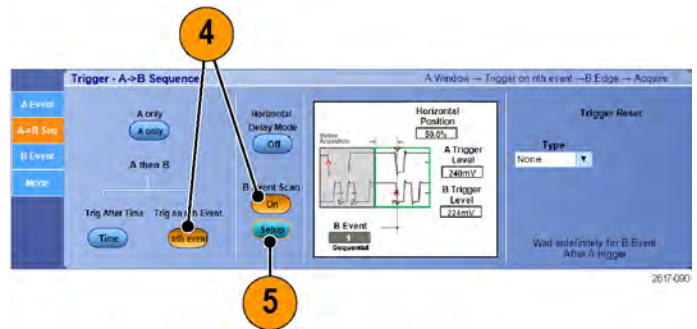 4
Trigger - A->B Sequence
A Window → Trigger on nth event →B Edge → Acquire
A Event
A->B Seq
B Event
Mode
A only
A only
A then B
Trig After Time
Trig on nth Event
Time
nth event
Horizontal
Delay Mode
Off
B Event Scan
On
Setup
5
Before
Acquisition
Horizontal
Position
50.0%
A Trigger
Level
240mV
B Trigger
Level
224mV
B Event
1
Sequential
Trigger Reset
Type
None
Wait indefinitely for B Event
After A trigger
2617-090